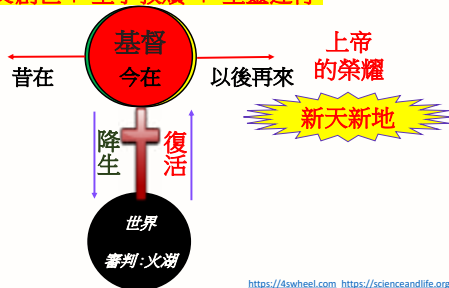 基督
今在
昔在
以後再來
上帝
的榮耀
新天新地
降生
復活
世界
審判:火湖
https://4swheel.com https://scienceandlife.org